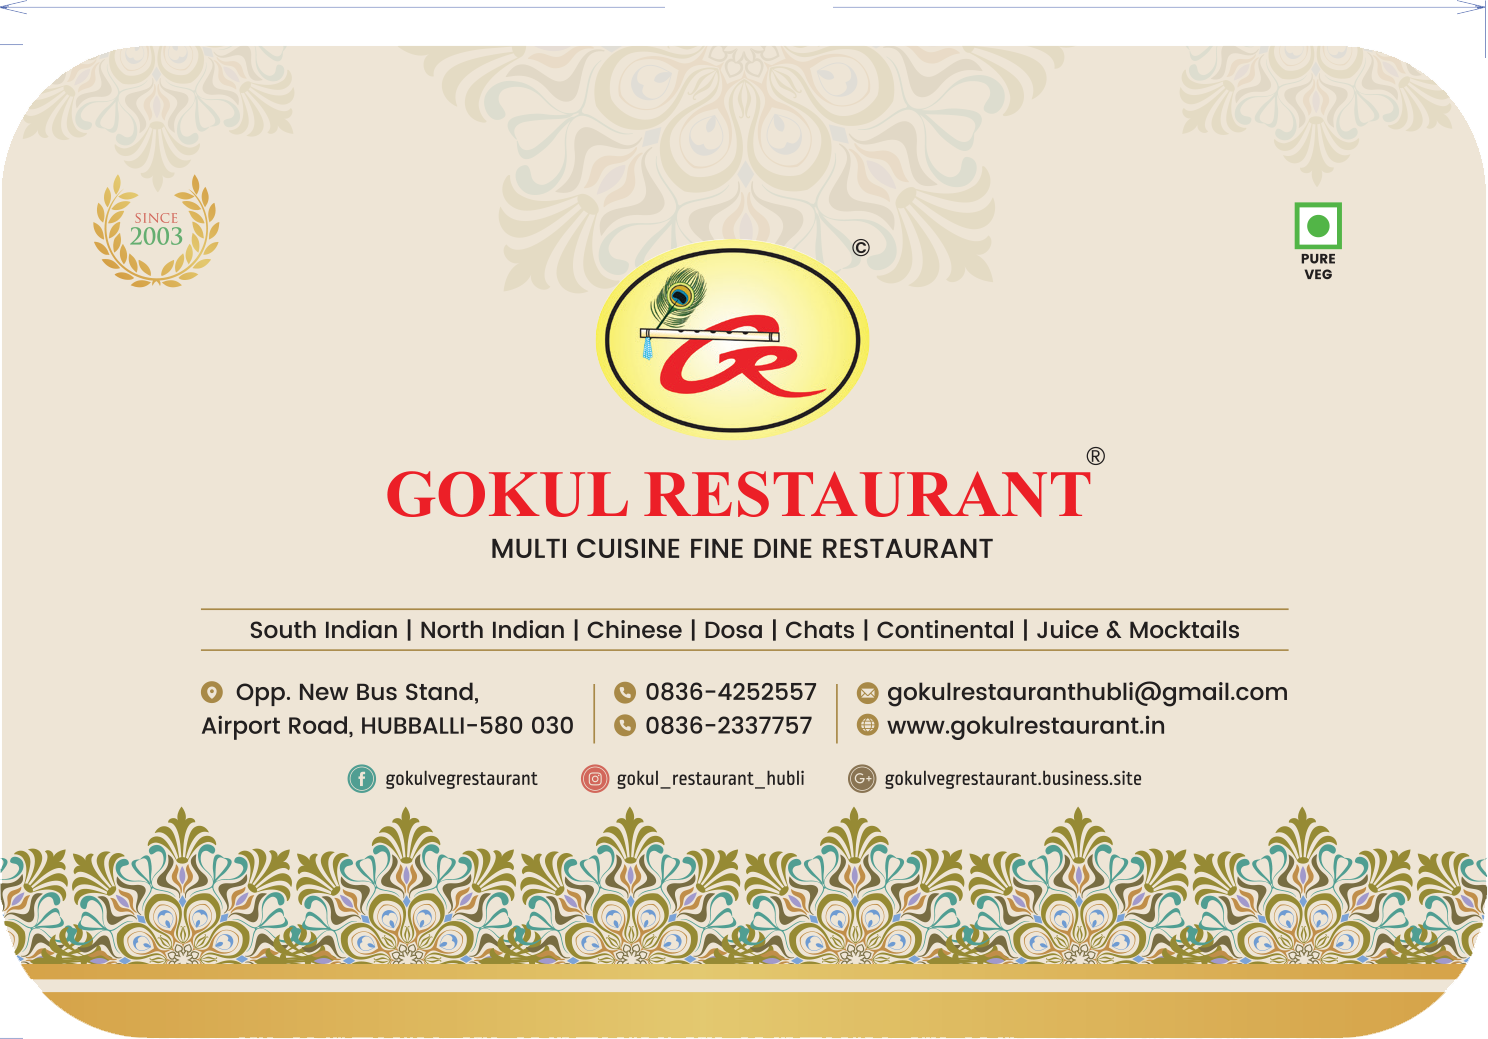 SINCE
2003
PURE
VEG
©
GR
GOKUL RESTAURANT®
MULTI CUISINE FINE DINE RESTAURANT
South Indian | North Indian | Chinese | Dosa | Chats | Continental | Juice & Mocktails
Opp. New Bus Stand,
Airport Road, HUBBALLI-580 030
0836-4252557
0836-2337757
gokulrestauranthubli@gmail.com
www.gokulrestaurant.in
f gokulvegrestaurant
gokul_restaurant_hubli
G+ gokulvegrestaurant.business.site